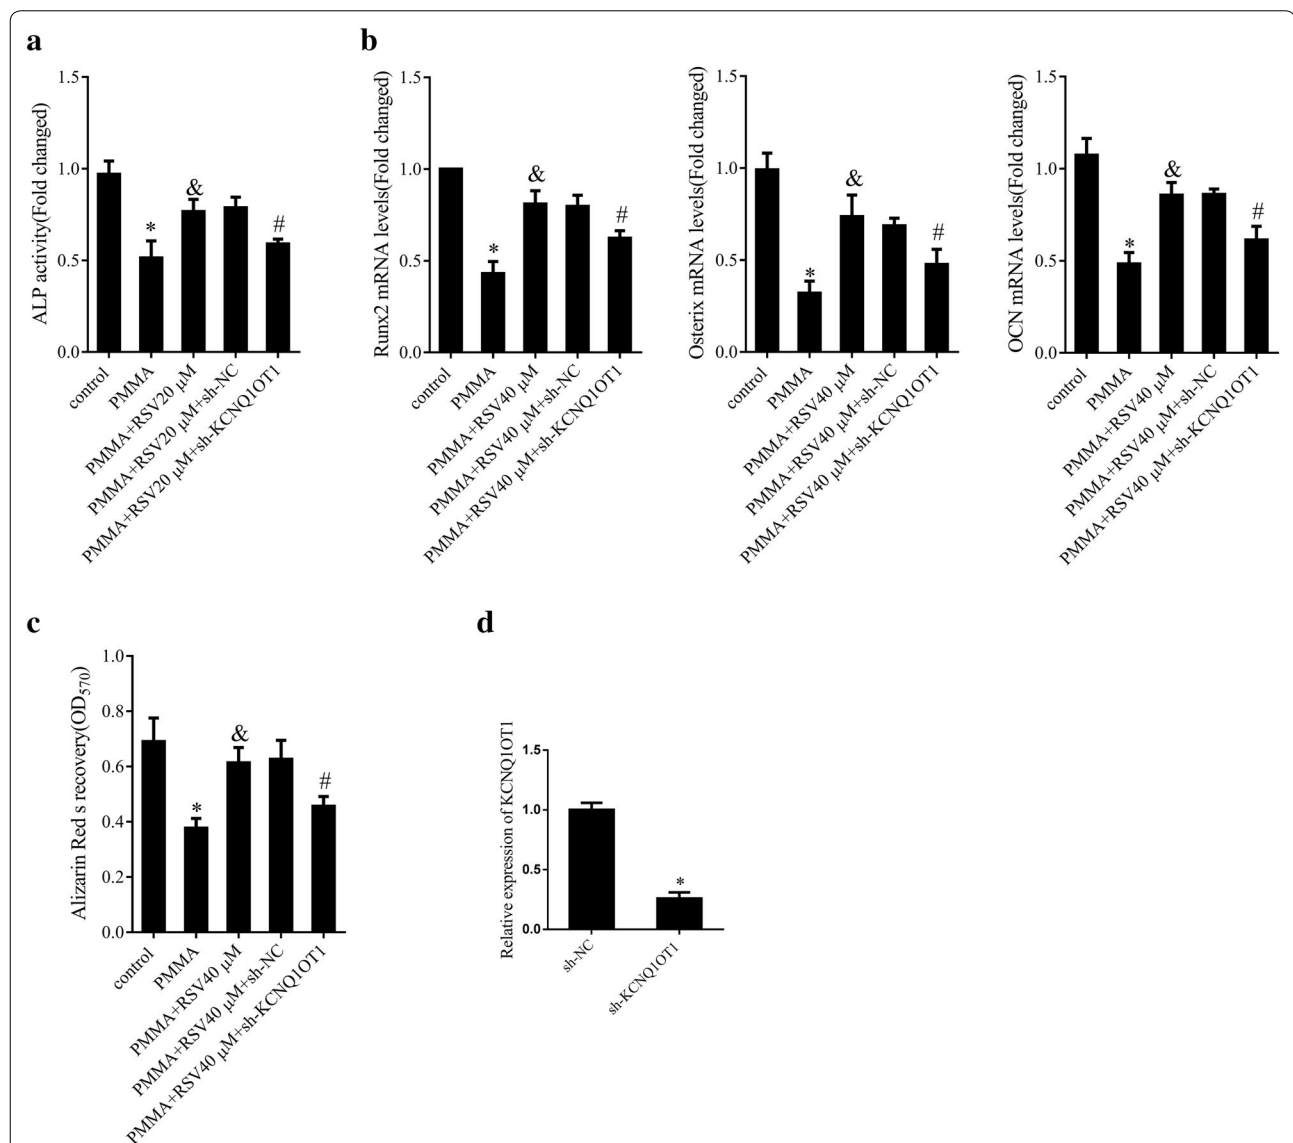 a
ALP activity(Fold changed)
1.5
1.0
0.5
0.0
*
&
#
control
PMMA
PMMA+RSV20 μM
PMMA+RSV20 μM+sh-NC
PMMA+RSV20 μM+sh-KCNQ1OT1
b
Runx2 mRNA levels(Fold changed)
1.5
1.0
0.5
0.0
*
&
#
control
PMMA
PMMA+RSV40 μM
PMMA+RSV40 μM+sh-NC
PMMA+RSV40 μM+sh-KCNQ1OT1
Osterix mRNA levels(Fold changed)
1.5
1.0
0.5
0.0
*
&
#
control
PMMA
PMMA+RSV40 μM
PMMA+RSV40 μM+sh-NC
PMMA+RSV40 μM+sh-KCNQ1OT1
OCN mRNA levels(Fold changed)
1.5
1.0
0.5
0.0
*
&
#
control
PMMA
PMMA+RSV40 μM
PMMA+RSV40 μM+sh-NC
PMMA+RSV40 μM+sh-KCNQ1OT1
c
Alizarin Red s recovery(OD570)
1.0
0.8
0.6
0.4
0.2
0.0
*
&
#
control
PMMA
PMMA+RSV40 μM
PMMA+RSV40 μM+sh-NC
PMMA+RSV40 μM+sh-KCNQ1OT1
d
Relative expression of KCNQ1OT1
1.5
1.0
0.5
0.0
*
sh-NC
sh-KCNQ1OT1